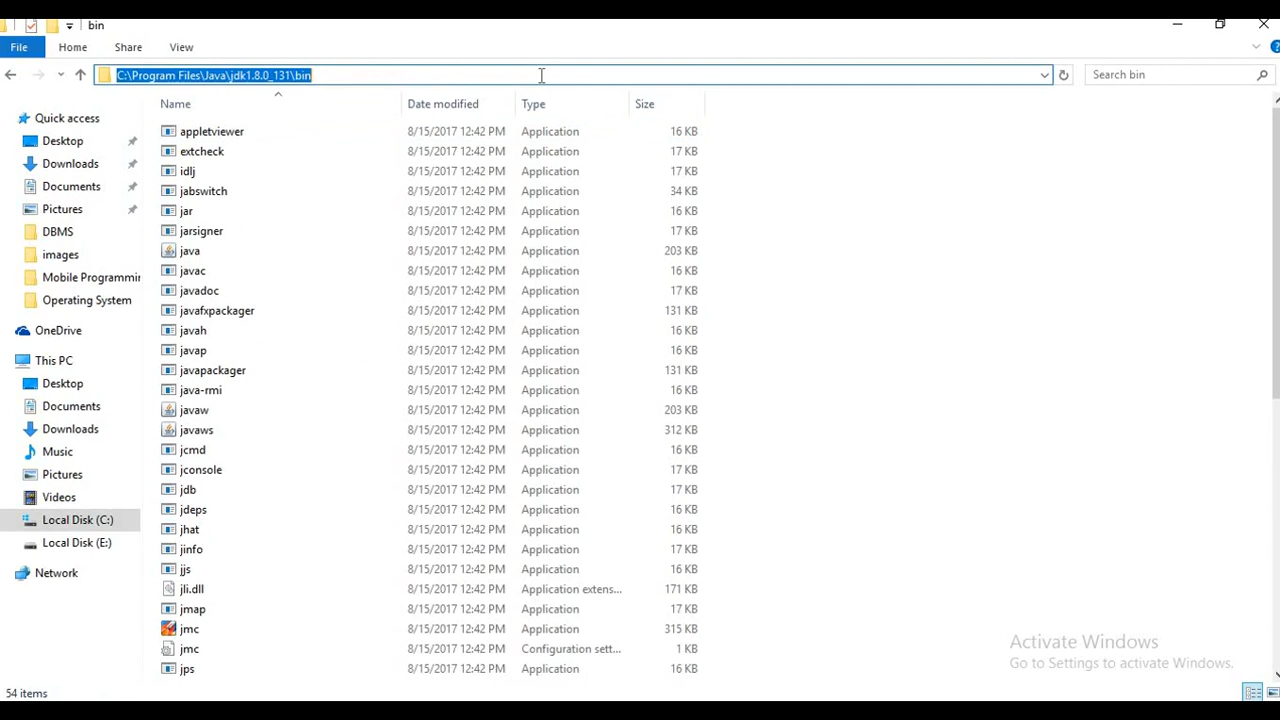 bin
File Home Share View
C:\Program Files\Java\jdk1.8.0_131\bin Search bin
Name Date modified Type Size
Quick access
Desktop
Downloads
Documents
Pictures
DBMS
images
Mobile Programmin
Operating System
OneDrive
This PC
Desktop
Documents
Downloads
Music
Pictures
Videos
Local Disk (C:)
Local Disk (E:)
Network
appletviewer 8/15/2017 12:42 PM Application 16 KB
extcheck 8/15/2017 12:42 PM Application 17 KB
idlj 8/15/2017 12:42 PM Application 17 KB
jabswitch 8/15/2017 12:42 PM Application 34 KB
jar 8/15/2017 12:42 PM Application 16 KB
jarsigner 8/15/2017 12:42 PM Application 17 KB
java 8/15/2017 12:42 PM Application 203 KB
javac 8/15/2017 12:42 PM Application 16 KB
javadoc 8/15/2017 12:42 PM Application 17 KB
javafxpackager 8/15/2017 12:42 PM Application 131 KB
javah 8/15/2017 12:42 PM Application 16 KB
javap 8/15/2017 12:42 PM Application 16 KB
javapackager 8/15/2017 12:42 PM Application 131 KB
java-rmi 8/15/2017 12:42 PM Application 16 KB
javaw 8/15/2017 12:42 PM Application 203 KB
javaws 8/15/2017 12:42 PM Application 312 KB
jcmd 8/15/2017 12:42 PM Application 16 KB
jconsole 8/15/2017 12:42 PM Application 17 KB
jdb 8/15/2017 12:42 PM Application 17 KB
jdeps 8/15/2017 12:42 PM Application 16 KB
jhat 8/15/2017 12:42 PM Application 16 KB
jinfo 8/15/2017 12:42 PM Application 17 KB
jjs 8/15/2017 12:42 PM Application 16 KB
jli.dll 8/15/2017 12:42 PM Application extens... 171 KB
jmap 8/15/2017 12:42 PM Application 17 KB
jmc 8/15/2017 12:42 PM Application 315 KB
jmc 8/15/2017 12:42 PM Configuration sett... 1 KB
jps 8/15/2017 12:42 PM Application 16 KB
Activate Windows
Go to Settings to activate Windows.
54 items